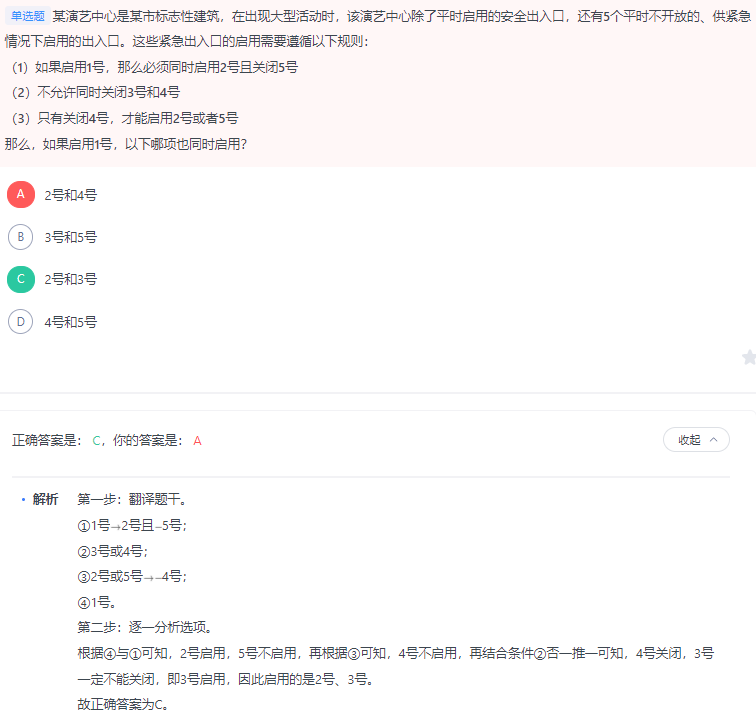 单选题 某演艺中心是某市标志性建筑，在出现大型活动时，该演艺中心除了平时启用的安全出入口，还有5个平时不开放的、供紧急
情况下启用的出入口。这些紧急出入口的启用需要遵循以下规则：
（1）如果启用1号，那么必须同时启用2号且关闭5号
（2）不允许同时关闭3号和4号
（3）只有关闭4号，才能启用2号或者5号
那么，如果启用1号，以下哪项也同时启用？
A 2号和4号
B 3号和5号
C 2号和3号
D 4号和5号
正确答案是： C，你的答案是： A
收起
• 解析 第一步：翻译题干。
①1号→2号且–5号；
②3号或4号；
③2号或5号→–4号；
④1号。
第二步：逐一分析选项。
根据④与①可知，2号启用，5号不启用，再根据③可知，4号不启用，再结合条件②否一推一可知，4号关闭，3号
一定不能关闭，即3号启用，因此启用的是2号、3号。
故正确答案为C。